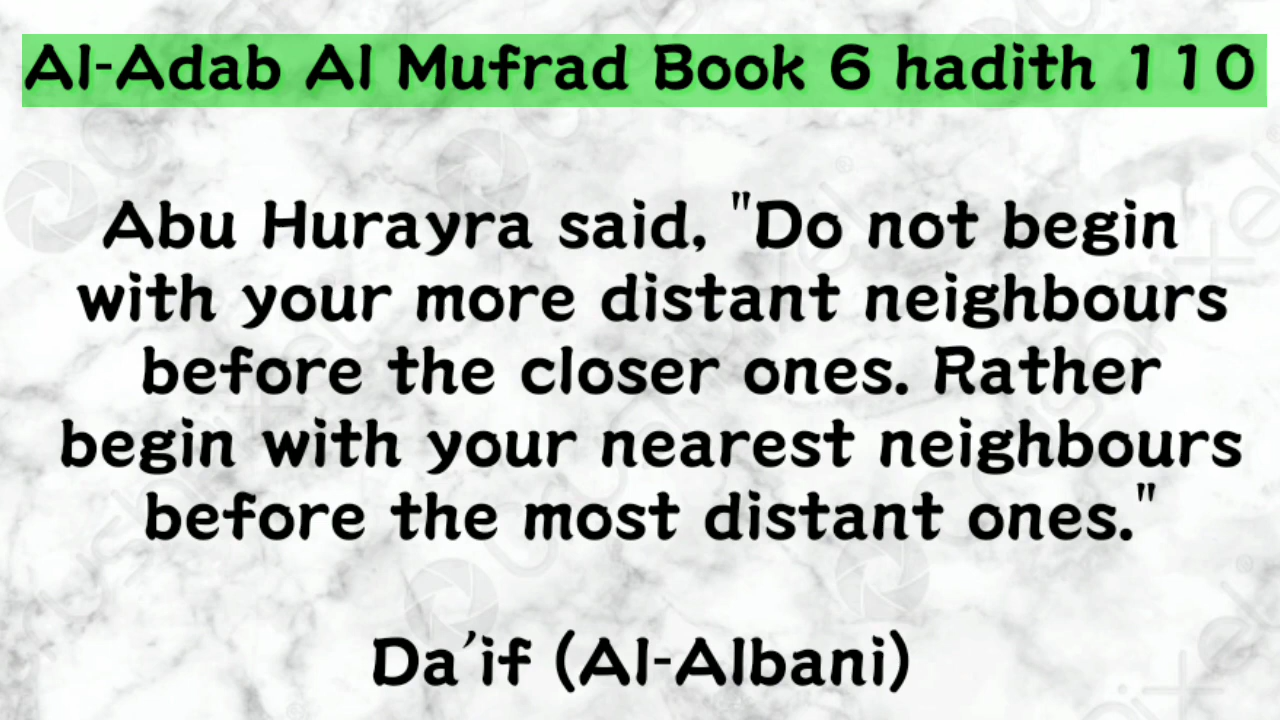 Al-Adab Al Mufrad Book 6 hadith 110
Abu Hurayra said, "Do not begin
with your more distant neighbours
before the closer ones. Rather
begin with your nearest neighbours
before the most distant ones."
Da'if (Al-Albani)